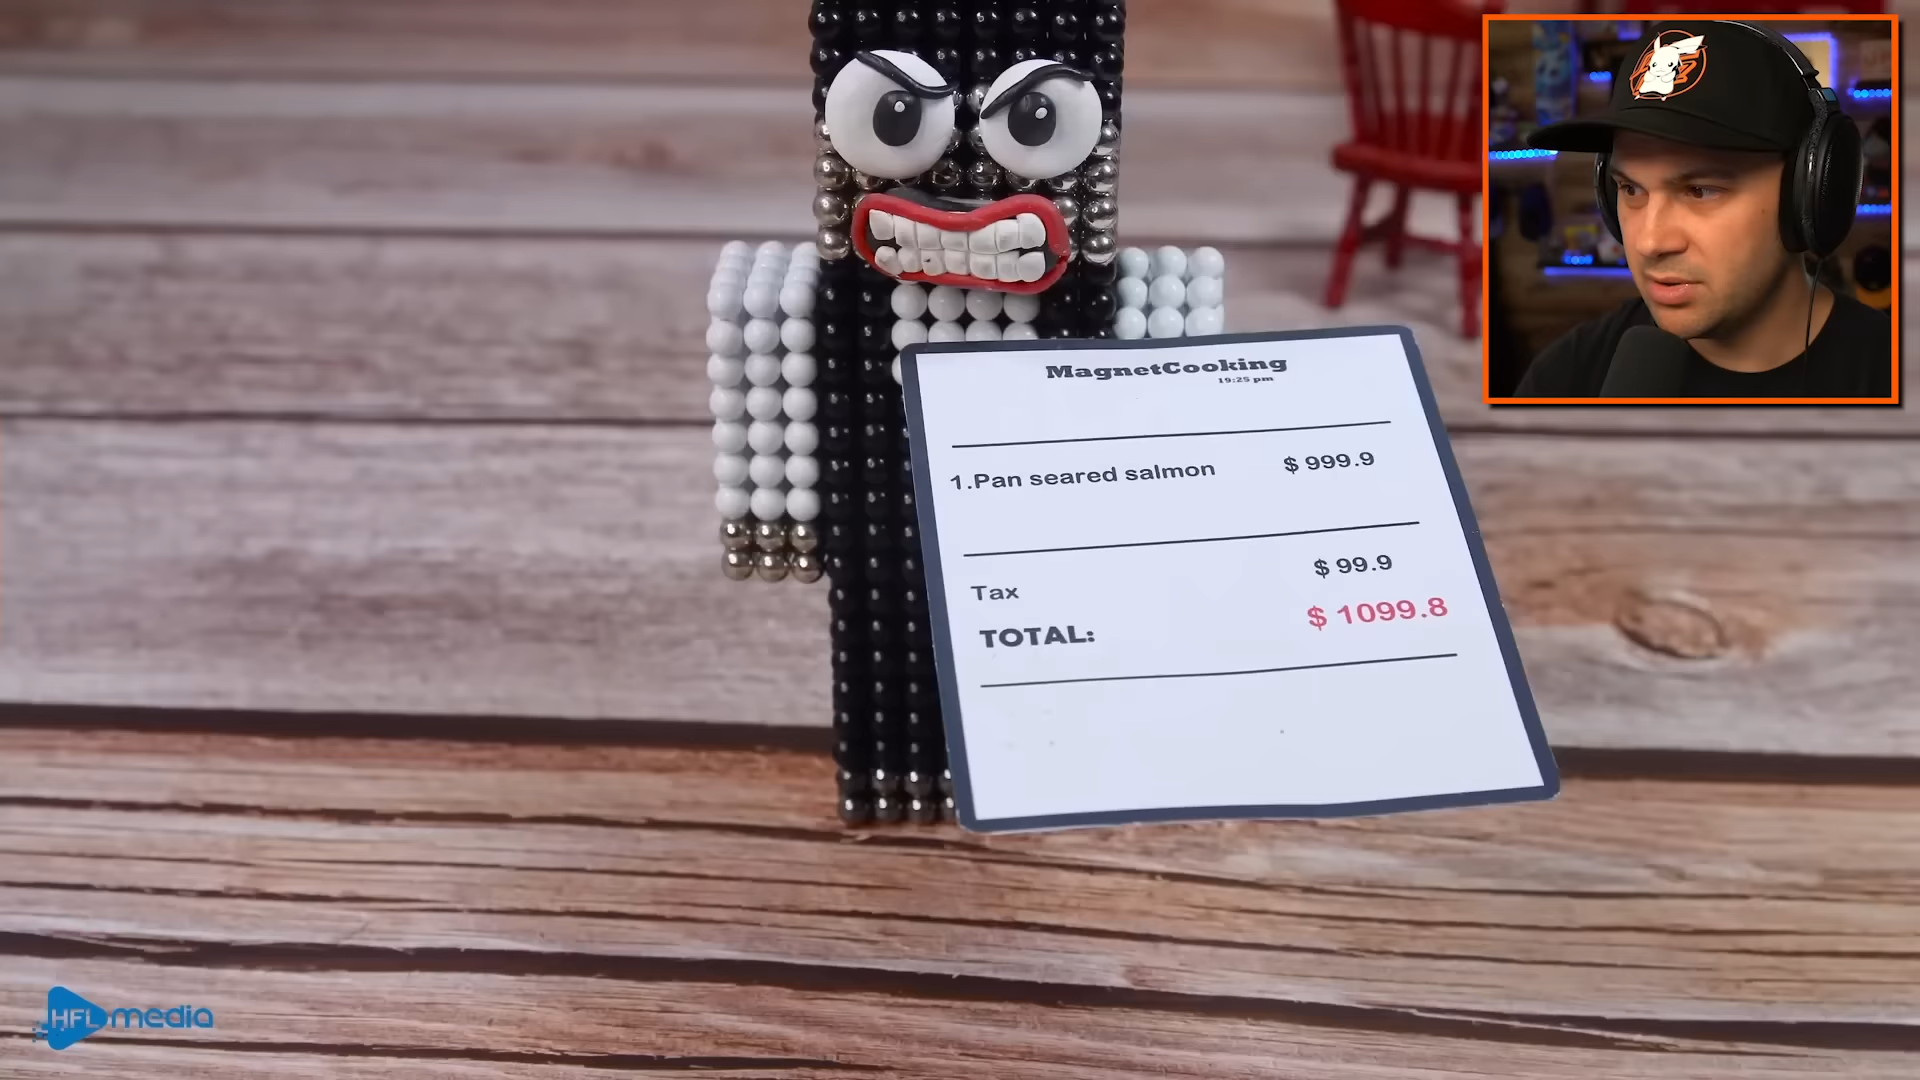 MagnetCooking
19:25 pm
1.Pan seared salmon $ 999.9
Tax $ 99.9
TOTAL: $ 1099.8
HFL media